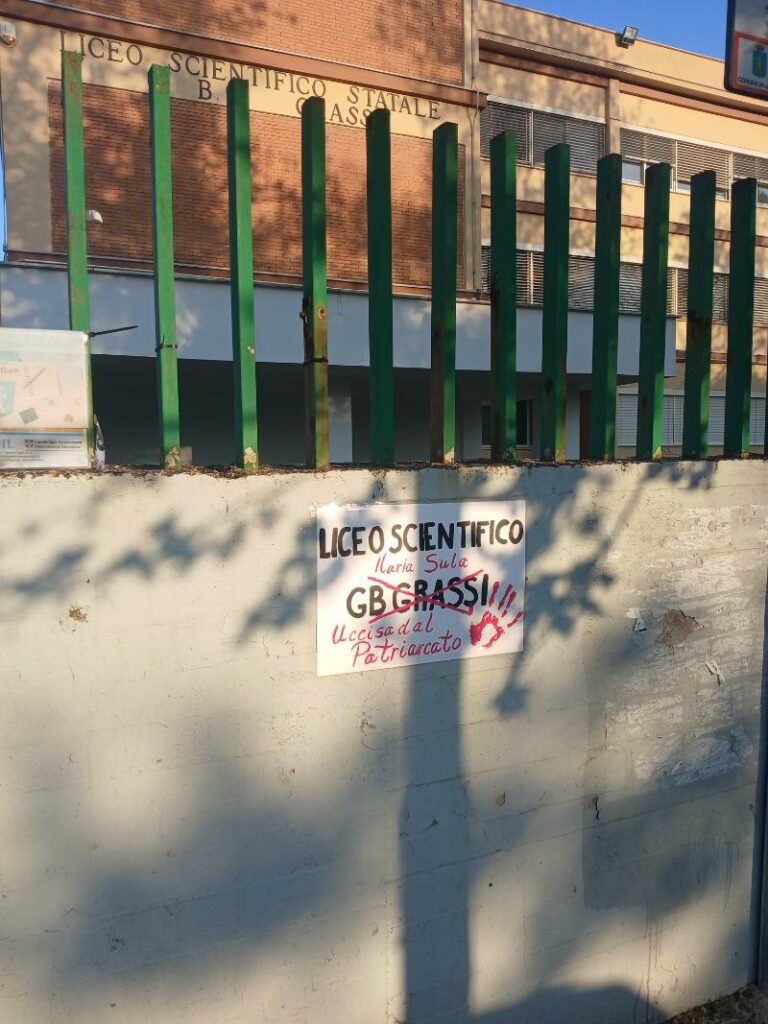 LICEO SCIENTIFICO STATALE
B. GRASSI
LICEO SCIENTIFICO
Ilaria Sula
GB GRASSI
Uccisa dal
Patriarcato